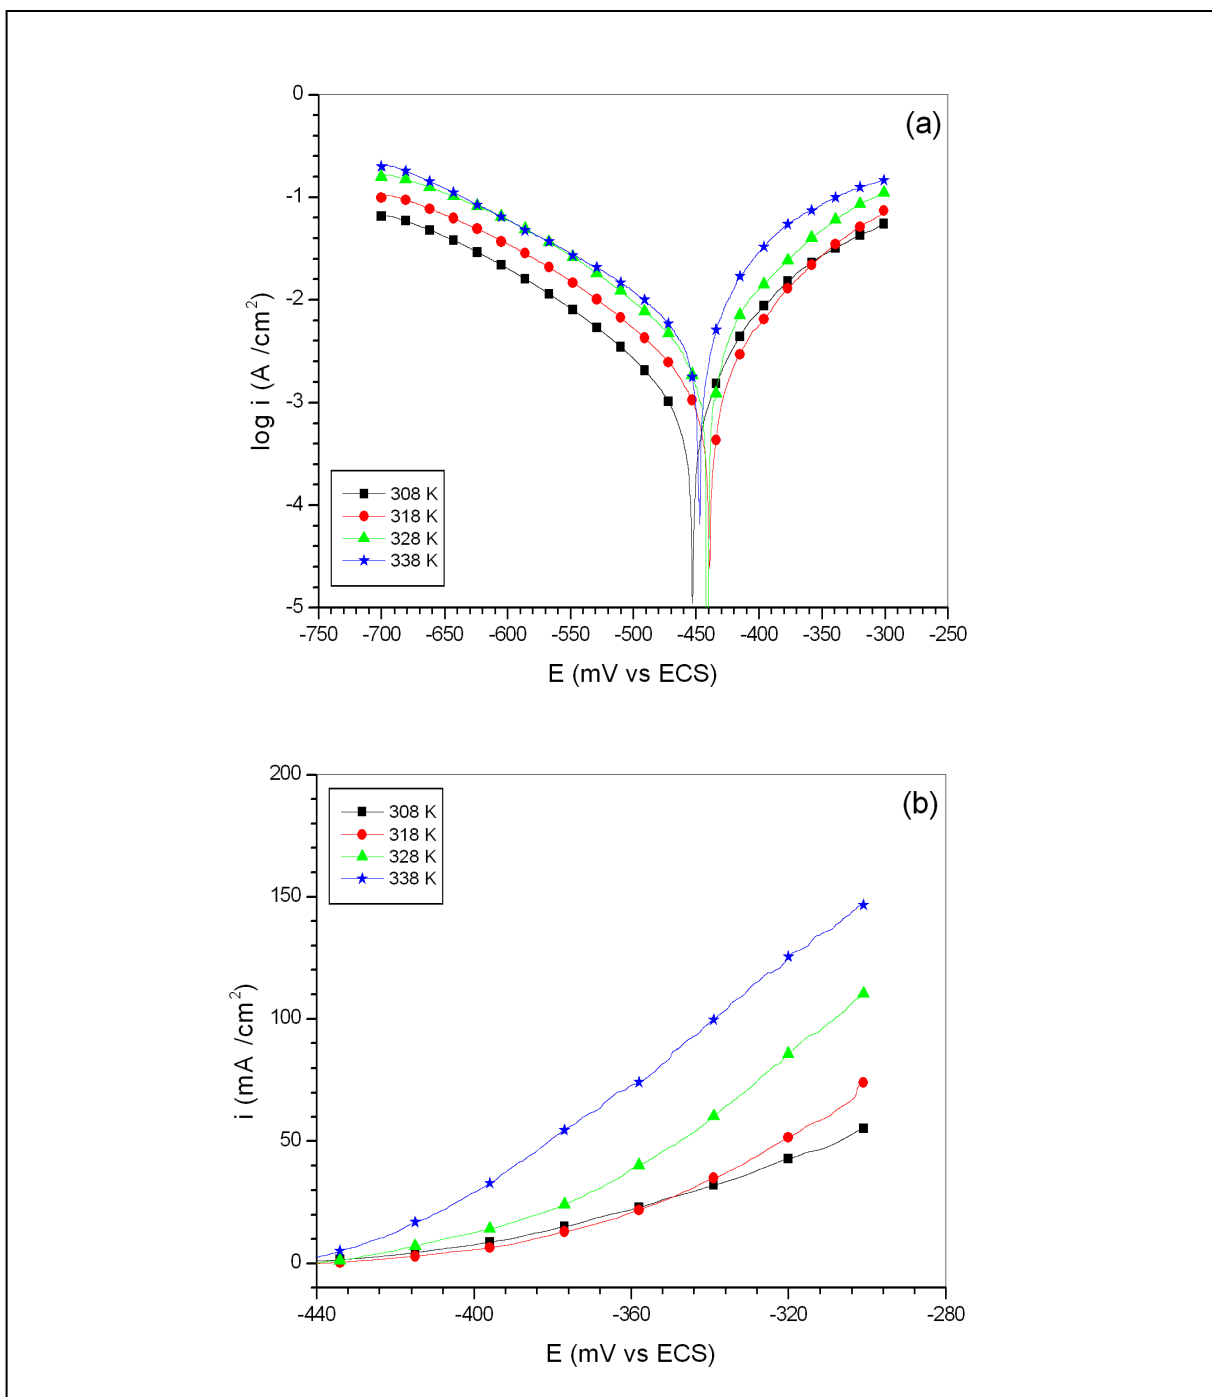 (a)
0
-1
-2
-3
-4
-5
log i (A /cm²)
308 K
318 K
328 K
338 K
-750 -700 -650 -600 -550 -500 -450 -400 -350 -300 -250
E (mV vs ECS)
(b)
200
150
100
50
0
i (mA /cm²)
308 K
318 K
328 K
338 K
-440 -400 -360 -320 -280
E (mV vs ECS)